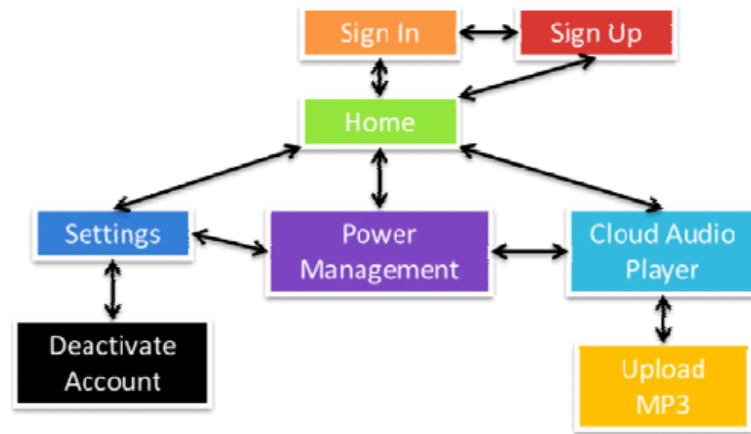 Sign In
Sign Up
Home
Settings
Power
Management
Cloud Audio
Player
Deactivate
Account
Upload
MP3